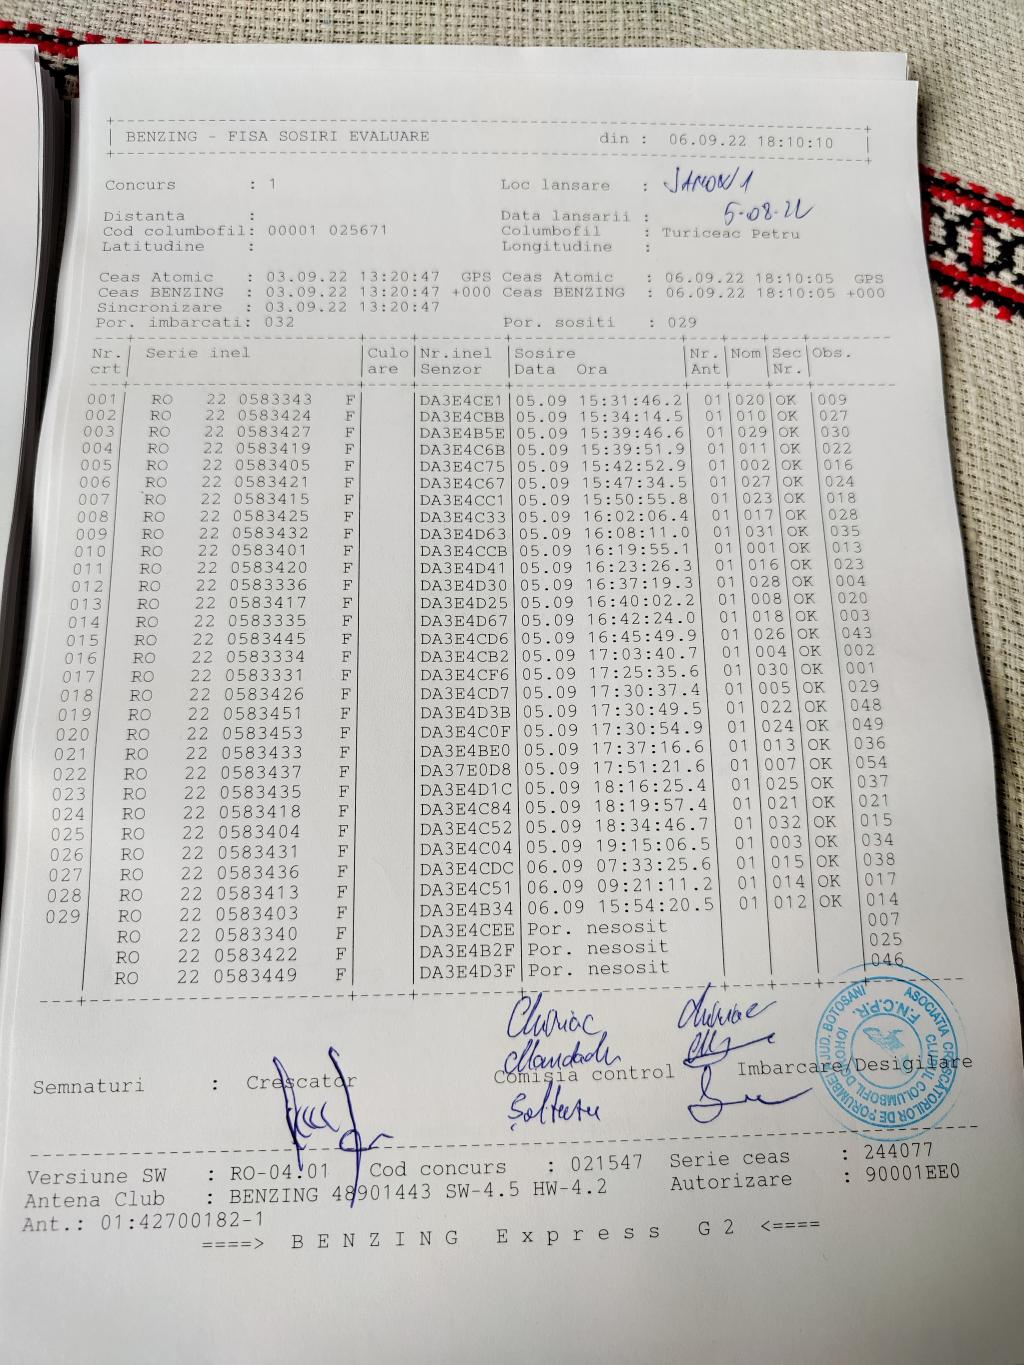 BENZING - FISA SOSIRI EVALUARE din : 06.09.22 18:10:10
Concurs : 1 Loc lansare :
Distanta : Data lansarii :
Cod columbofil: 00001 025671 Columbofil : Turiceac Petru
Latitudine : Longitudine :
Ceas Atomic : 03.09.22 13:20:47 GPS Ceas Atomic : 06.09.22 18:10:05 GPS
Ceas BENZING : 03.09.22 13:20:47 +000 Ceas BENZING : 06.09.22 18:10:05 +000
Sincronizare : 03.09.22 13:20:47
Por. imbarcati: 032 Por. sositi : 029
Nr. Serie inel Culo Nr.inel Sosire Nr. Nom Sec Obs.
crt are Senzor Data Ora Ant Nr.
001 RO 22 0583343 F DA3E4CE1 05.09 15:31:46.2 01 020 OK 009
002 RO 22 0583424 F DA3E4CBB 05.09 15:34:14.5 01 010 OK 027
003 RO 22 0583427 F DA3E4B5E 05.09 15:39:46.6 01 029 OK 030
004 RO 22 0583419 F DA3E4C6B 05.09 15:39:51.9 01 011 OK 022
005 RO 22 0583405 F DA3E4C75 05.09 15:42:52.9 01 002 OK 016
006 RO 22 0583421 F DA3E4C67 05.09 15:47:34.5 01 027 OK 024
007 RO 22 0583415 F DA3E4CC1 05.09 15:50:55.8 01 023 OK 018
008 RO 22 0583425 F DA3E4C33 05.09 16:02:06.4 01 017 OK 028
009 RO 22 0583432 F DA3E4D63 05.09 16:08:11.0 01 031 OK 035
010 RO 22 0583401 F DA3E4CCB 05.09 16:19:55.1 01 001 OK 013
011 RO 22 0583420 F DA3E4D41 05.09 16:23:26.3 01 016 OK 023
012 RO 22 0583336 F DA3E4D30 05.09 16:37:19.3 01 028 OK 004
013 RO 22 0583417 F DA3E4D25 05.09 16:40:02.2 01 008 OK 020
014 RO 22 0583335 F DA3E4D67 05.09 16:42:24.0 01 018 OK 003
015 RO 22 0583445 F DA3E4CD6 05.09 16:45:49.9 01 026 OK 043
016 RO 22 0583334 F DA3E4CB2 05.09 17:03:40.7 01 004 OK 002
017 RO 22 0583331 F DA3E4CF6 05.09 17:25:35.6 01 030 OK 001
018 RO 22 0583426 F DA3E4CD7 05.09 17:30:37.4 01 005 OK 029
019 RO 22 0583451 F DA3E4D3B 05.09 17:30:49.5 01 022 OK 048
020 RO 22 0583453 F DA3E4C0F 05.09 17:30:54.9 01 024 OK 049
021 RO 22 0583433 F DA3E4BE0 05.09 17:37:16.6 01 013 OK 036
022 RO 22 0583437 F DA37E0D8 05.09 17:51:21.6 01 007 OK 054
023 RO 22 0583435 F DA3E4D1C 05.09 18:16:25.4 01 025 OK 037
024 RO 22 0583418 F DA3E4C84 05.09 18:19:57.4 01 021 OK 021
025 RO 22 0583404 F DA3E4C52 05.09 18:34:46.7 01 032 OK 015
026 RO 22 0583431 F DA3E4C04 05.09 19:15:06.5 01 003 OK 034
027 RO 22 0583436 F DA3E4CDC 06.09 07:33:25.6 01 015 OK 038
028 RO 22 0583413 F DA3E4C51 06.09 09:21:11.2 01 014 OK 017
029 RO 22 0583403 F DA3E4B34 06.09 15:54:20.5 01 012 OK 014
RO 22 0583340 F DA3E4CEE Por. nesosit 007
RO 22 0583422 F DA3E4B2F Por. nesosit 025
RO 22 0583449 F DA3E4D3F Por. nesosit 046
Semnaturi : Crescator Comisia control Imbarcare/Desigilare
ASOCIATIA CRESCĂTORILOR DE PORUMBEI JUD. BOTOSANI
F.N.C.P.R.
CLUBUL COLUMBOFIL DOROHOI
Versiune SW : RO-04.01 Cod concurs : 021547 Serie ceas : 244077
Antena Club : BENZING 48901443 SW-4.5 HW-4.2 Autorizare : 90001EE0
Ant.: 01:42700182-1
====> BENZING Express G2 <====